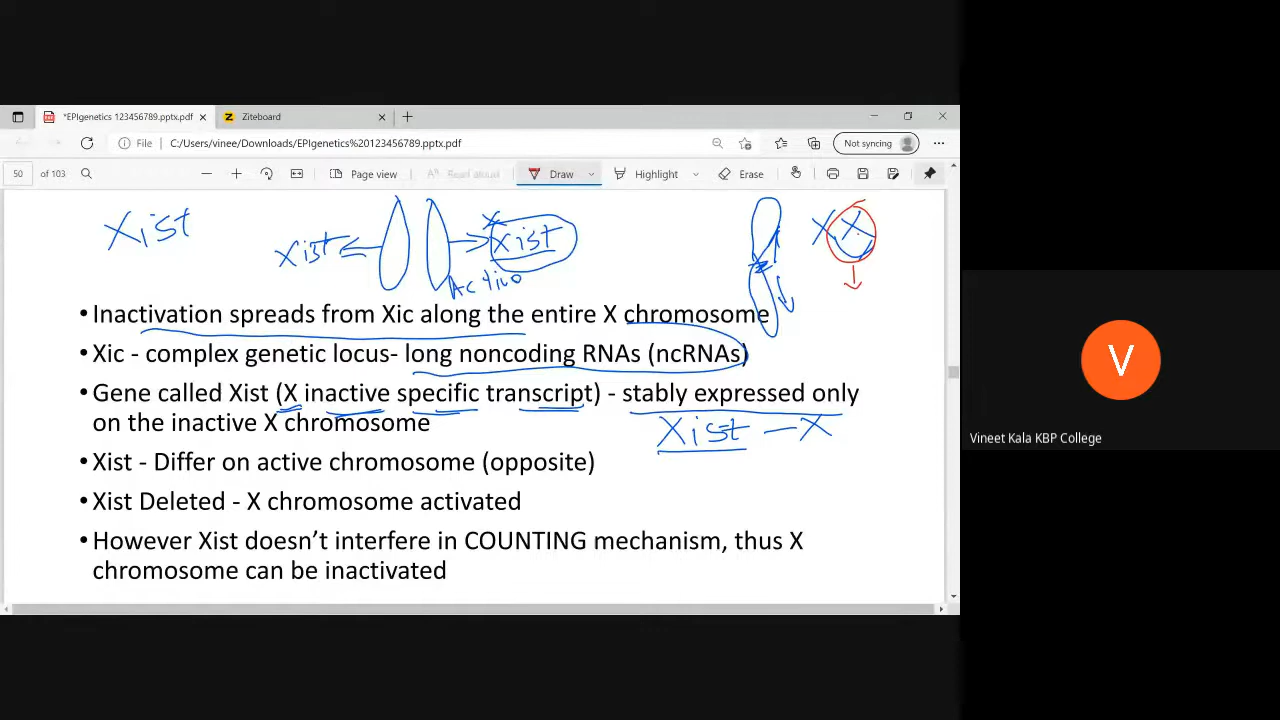 *EPIgenetics 123456789.pptx.pdf
Ziteboard
File C:/Users/vinee/Downloads/EPIgenetics%20123456789.pptx.pdf
Not syncing
50 of 103
Page view
Read aloud
Draw
Highlight
Erase
Xist
Xist
X
Xist
Active
X X
• Inactivation spreads from Xic along the entire X chromosome
• Xic - complex genetic locus- long noncoding RNAs (ncRNAs)
• Gene called Xist (X inactive specific transcript) - stably expressed only
on the inactive X chromosome
Xist – X
• Xist - Differ on active chromosome (opposite)
• Xist Deleted - X chromosome activated
• However Xist doesn’t interfere in COUNTING mechanism, thus X
chromosome can be inactivated
V
Vineet Kala KBP College